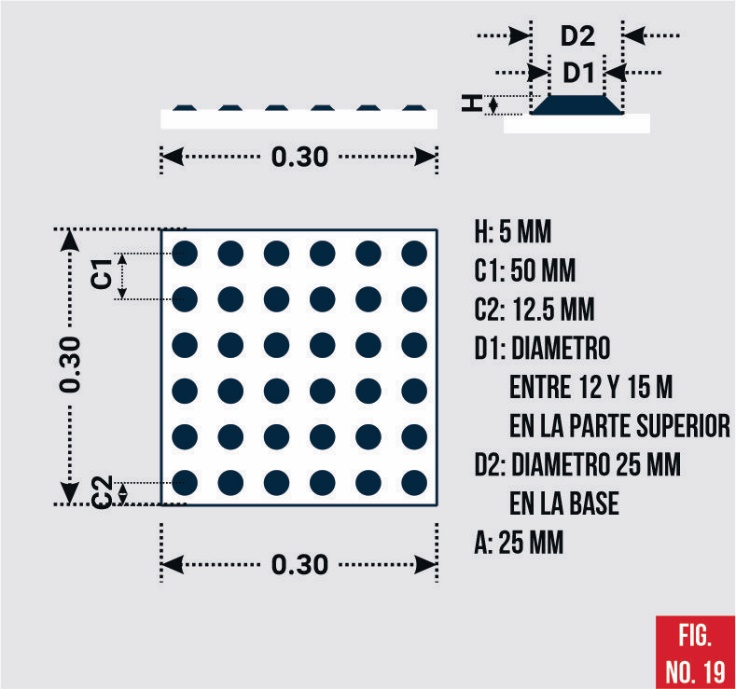 D2
D1
H
0.30
C1
0.30
C2
0.30
H: 5 MM
C1: 50 MM
C2: 12.5 MM
D1: DIAMETRO
ENTRE 12 Y 15 M
EN LA PARTE SUPERIOR
D2: DIAMETRO 25 MM
EN LA BASE
A: 25 MM
FIG.
NO. 19